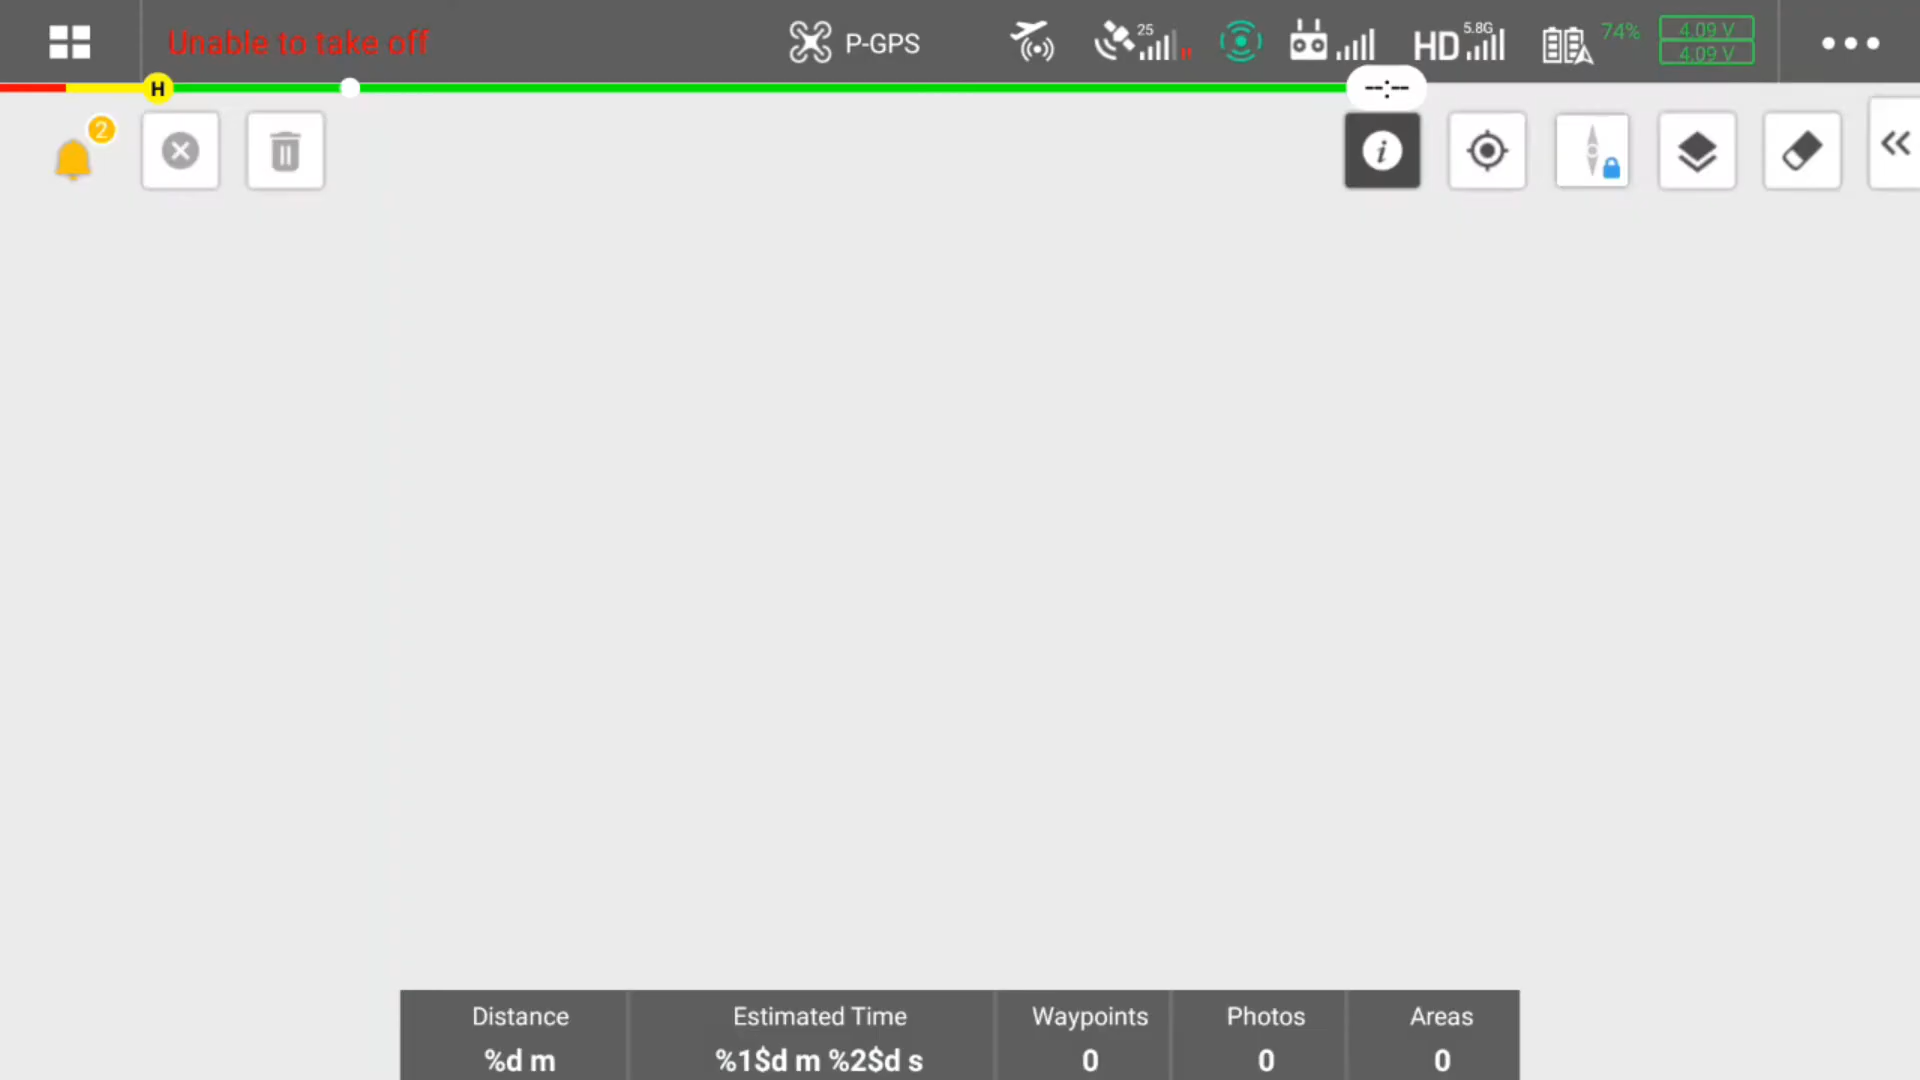 Unable to take off
P-GPS
25
HD 5.8G
74%
4.09 V
4.09 V
H
--:--
2
i
Distance
%d m
Estimated Time
%1$d m %2$d s
Waypoints
0
Photos
0
Areas
0